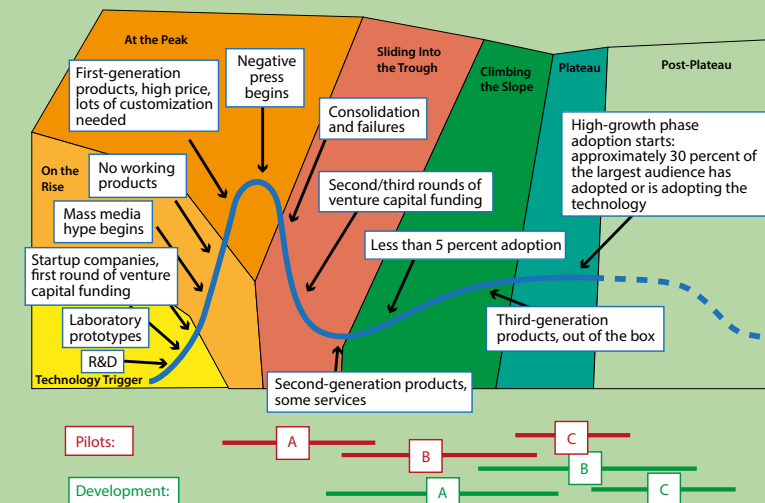 At the Peak
Negative
press
begins
Sliding Into
the Trough
Climbing
the Slope
Plateau
Post-Plateau
First-generation
products, high price,
lots of customization
needed
Consolidation
and failures
High-growth phase
adoption starts:
approximately 30 percent of
the largest audience has
adopted or is adopting the
technology
On the
Rise
No working
products
Second/third rounds of
venture capital funding
Mass media
hype begins
Less than 5 percent adoption
Startup companies,
first round of venture
capital funding
Laboratory
prototypes
Third-generation
products, out of the box
R&D
Technology Trigger
Second-generation products,
some services
Pilots:
A
B
C
Development:
A
B
C